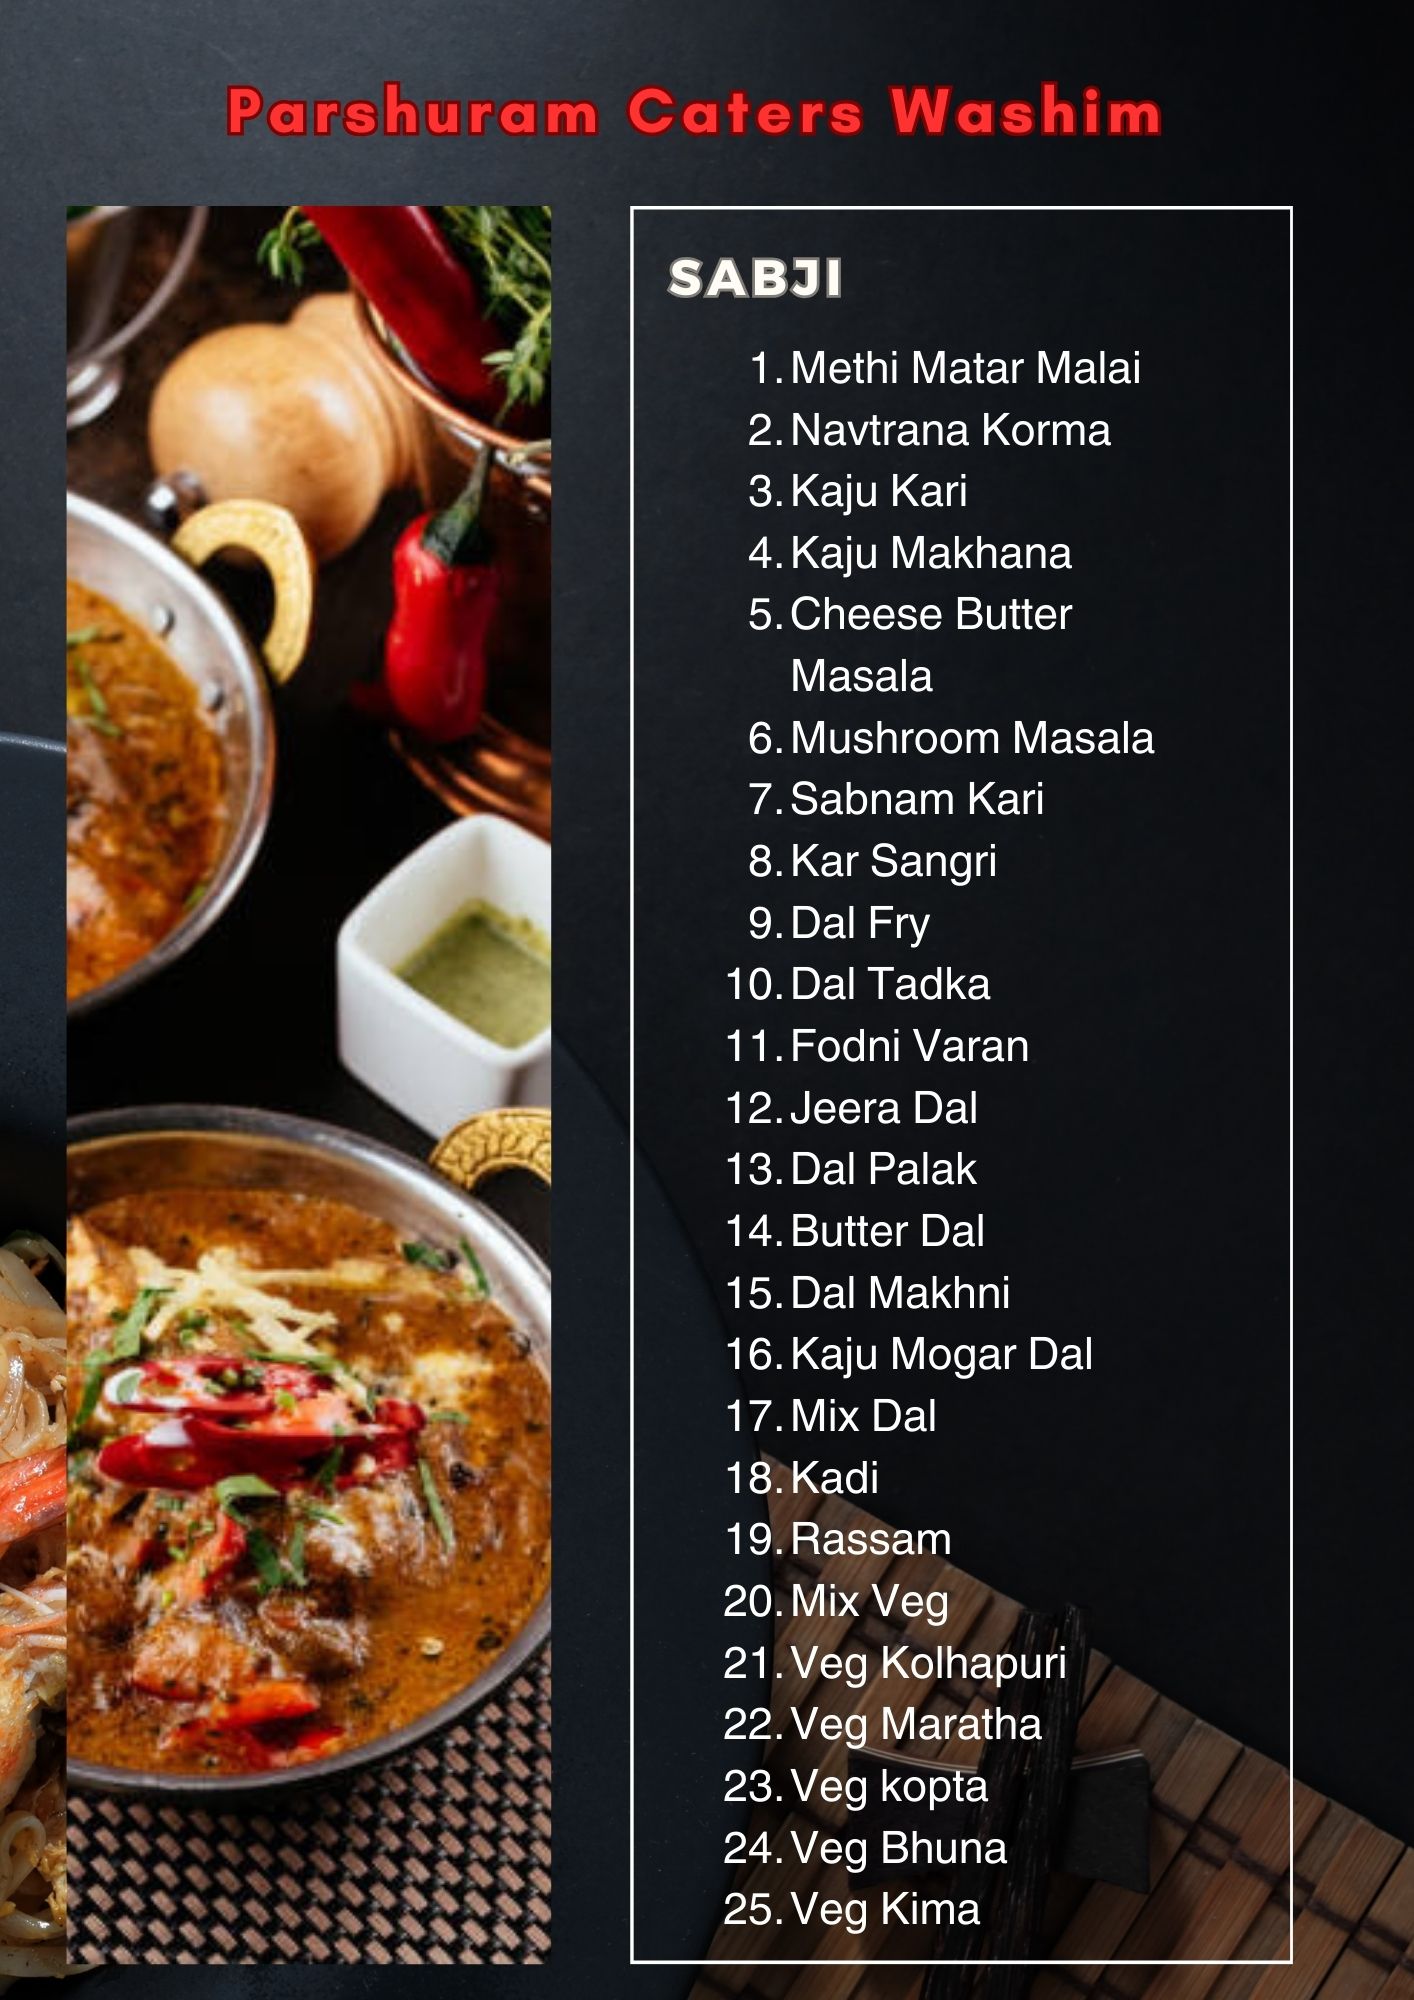 Parshuram Caters Washim
SABJI
1. Methi Matar Malai
2. Navtrana Korma
3. Kaju Kari
4. Kaju Makhana
5. Cheese Butter
Masala
6. Mushroom Masala
7. Sabnam Kari
8. Kar Sangri
9. Dal Fry
10. Dal Tadka
11. Fodni Varan
12. Jeera Dal
13. Dal Palak
14. Butter Dal
15. Dal Makhni
16. Kaju Mogar Dal
17. Mix Dal
18. Kadi
19. Rassam
20. Mix Veg
21. Veg Kolhapuri
22. Veg Maratha
23. Veg kopta
24. Veg Bhuna
25. Veg Kima